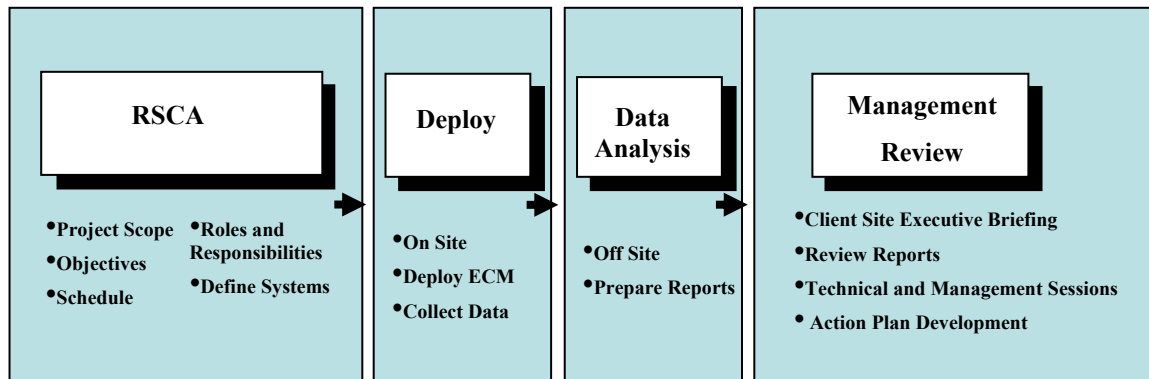 RSCA
•Project Scope
•Objectives
•Schedule
•Roles and
Responsibilities
•Define Systems
Deploy
•On Site
•Deploy ECM
•Collect Data
Data
Analysis
•Off Site
•Prepare Reports
Management
Review
•Client Site Executive Briefing
•Review Reports
•Technical and Management Sessions
• Action Plan Development